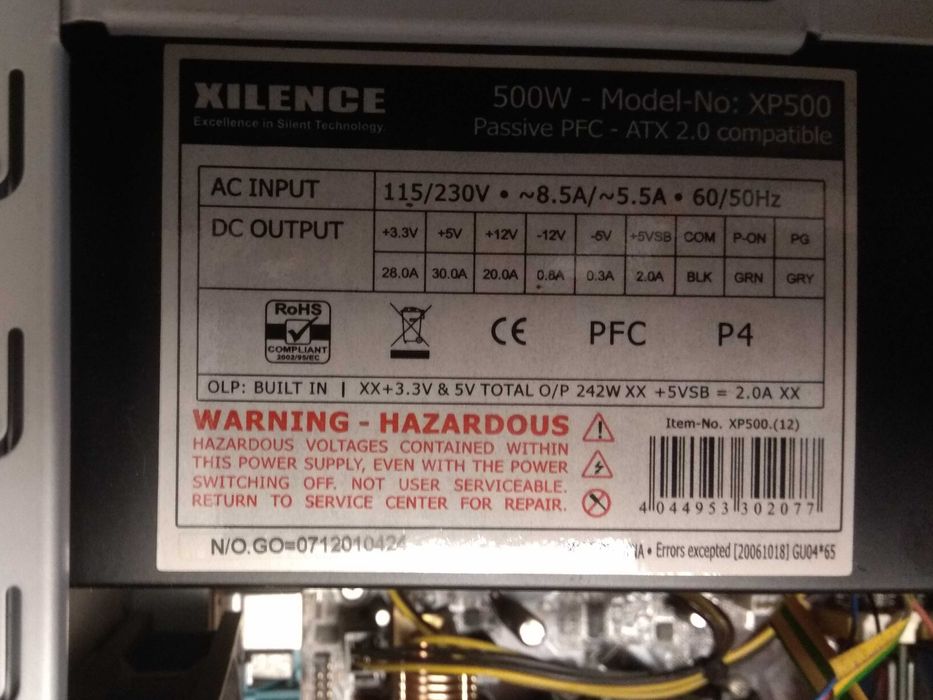 XILENCE
Excellence in Silent Technology
500W - Model-No: XP500
Passive PFC - ATX 2.0 compatible
AC INPUT 115/230V • ~8.5A/~5.5A • 60/50Hz
DC OUTPUT +3.3V +5V +12V -12V -5V +5VSB COM P-ON PG
28.0A 30.0A 20.0A 0.8A 0.3A 2.0A BLK GRN GRY
RoHS
COMPLIANT
2002/95/EC
CE PFC P4
OLP: BUILT IN | XX+3.3V & 5V TOTAL O/P 242W XX +5VSB = 2.0A XX
WARNING - HAZARDOUS
HAZARDOUS VOLTAGES CONTAINED WITHIN
THIS POWER SUPPLY, EVEN WITH THE POWER
SWITCHING OFF. NOT USER SERVICEABLE.
RETURN TO SERVICE CENTER FOR REPAIR.
Item-No. XP500.(12)
4 044953 302077
N/O.GO=0712010424
• Errors excepted [20061018] GU04*65